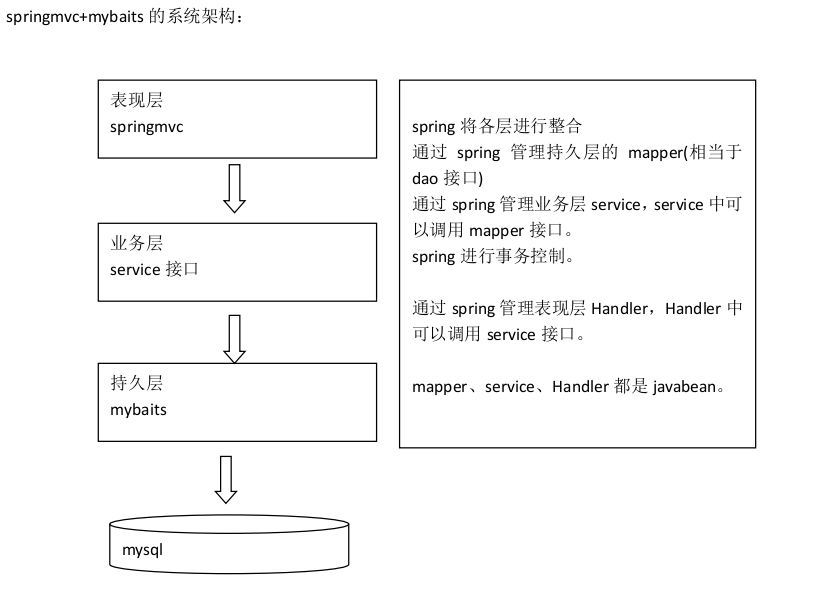 springmvc+mybaits 的系统架构：
表现层
springmvc
业务层
service 接口
持久层
mybaits
mysql
spring 将各层进行整合
通过 spring 管理持久层的 mapper(相当于
dao 接口)
通过 spring 管理业务层 service，service 中可
以调用 mapper 接口。
spring 进行事务控制。
通过 spring 管理表现层 Handler，Handler 中
可以调用 service 接口。
mapper、service、Handler 都是 javabean。